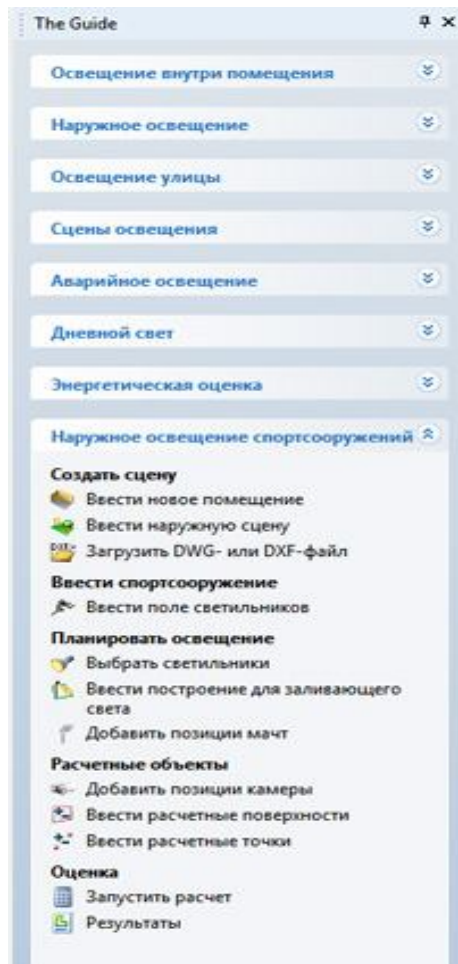 The Guide
Освещение внутри помещения
Наружное освещение
Освещение улицы
Сцены освещения
Аварийное освещение
Дневной свет
Энергетическая оценка
Наружное освещение спортсооружений
Создать сцену
Ввести новое помещение
Ввести наружную сцену
Загрузить DWG- или DXF-файл
Ввести спортсооружение
Ввести поле светильников
Планировать освещение
Выбрать светильники
Ввести построение для заливающего
света
Добавить позиции мачт
Расчетные объекты
Добавить позиции камеры
Ввести расчетные поверхности
Ввести расчетные точки
Оценка
Запустить расчет
Результаты